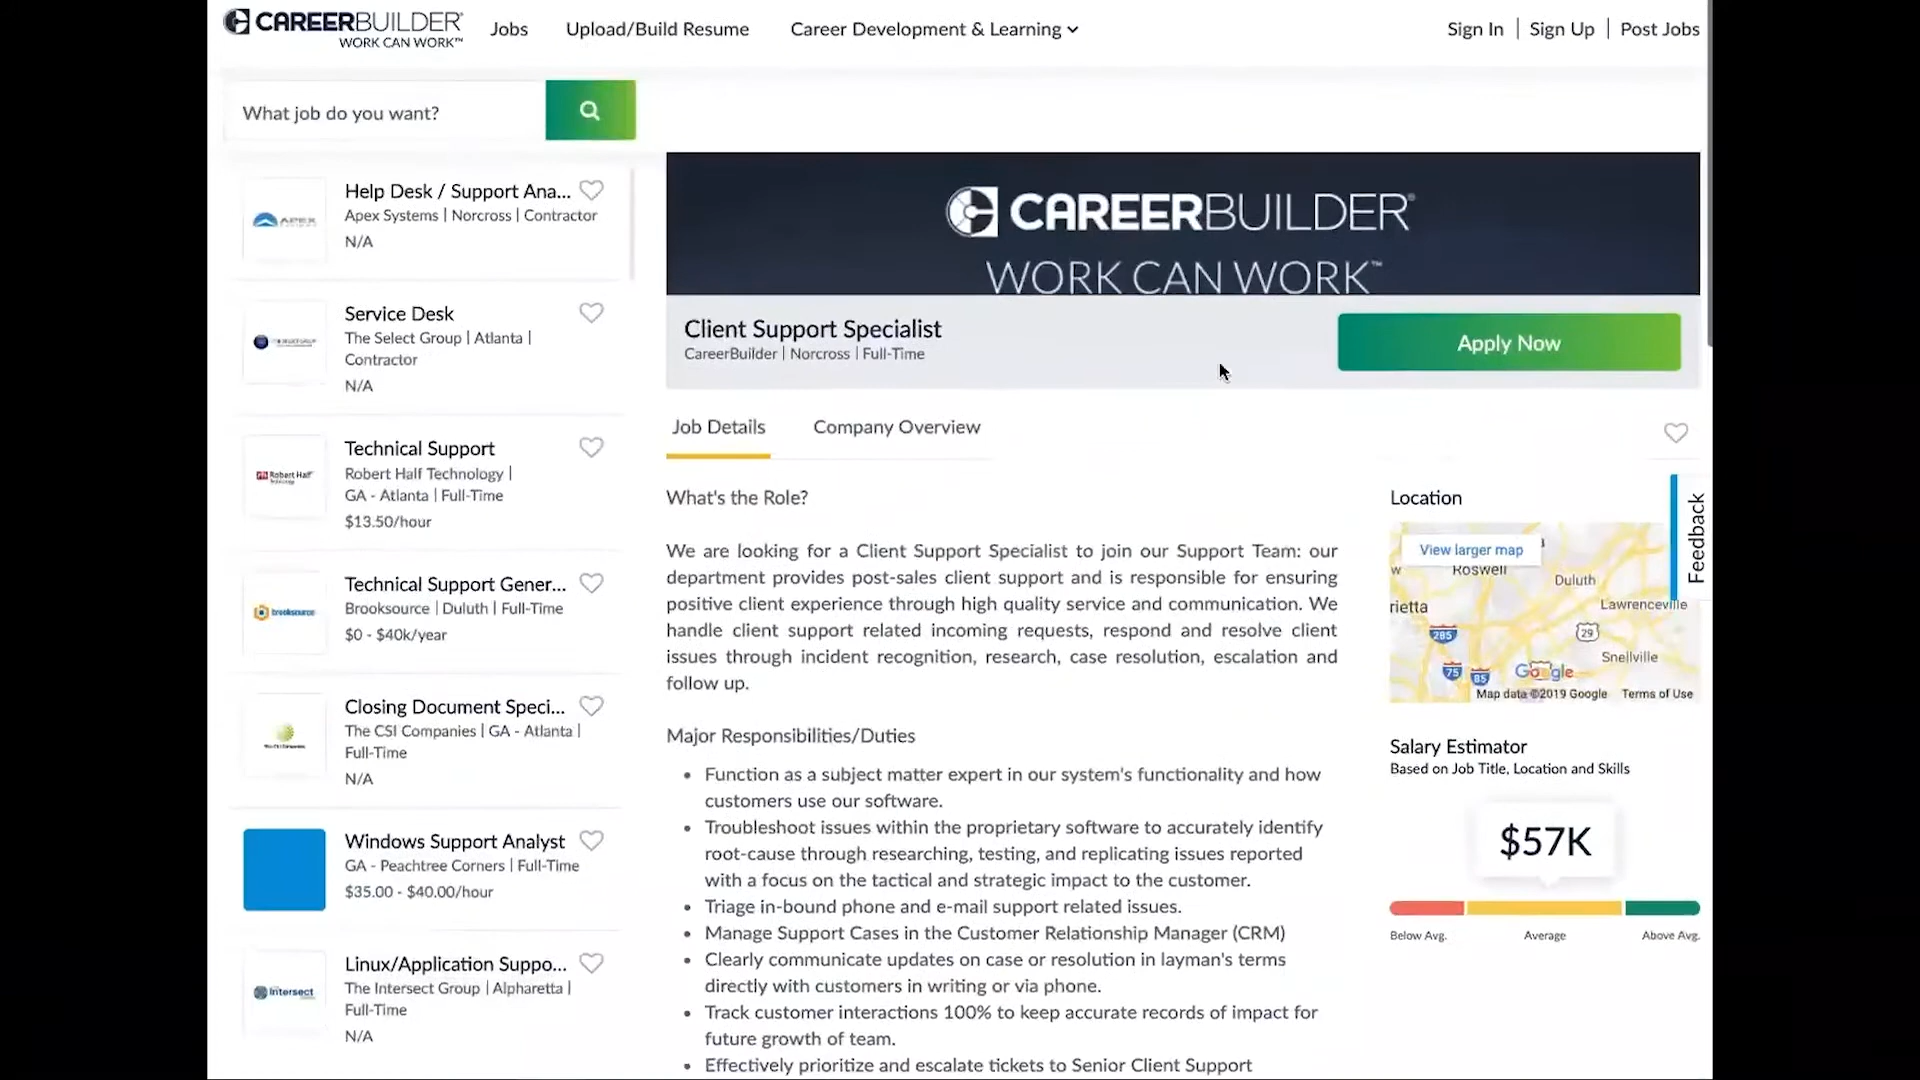 CAREERBUILDER®
WORK CAN WORK™
Jobs
Upload/Build Resume
Career Development & Learning
Sign In | Sign Up | Post Jobs
What job do you want?
Help Desk / Support Ana...
Apex Systems | Norcross | Contractor
N/A
Service Desk
The Select Group | Atlanta |
Contractor
N/A
Robert Half
Technical Support
Robert Half Technology |
GA - Atlanta | Full-Time
$13.50/hour
brooksource
Technical Support Gener...
Brooksource | Duluth | Full-Time
$0 - $40k/year
The CSI Companies
Closing Document Speci...
The CSI Companies | GA - Atlanta |
Full-Time
N/A
Windows Support Analyst
GA - Peachtree Corners | Full-Time
$35.00 - $40.00/hour
Intersect
Linux/Application Suppo...
The Intersect Group | Alpharetta |
Full-Time
N/A
CAREERBUILDER®
WORK CAN WORK™
Client Support Specialist
CareerBuilder | Norcross | Full-Time
Apply Now
Job Details
Company Overview
What's the Role?
We are looking for a Client Support Specialist to join our Support Team: our
department provides post-sales client support and is responsible for ensuring
positive client experience through high quality service and communication. We
handle client support related incoming requests, respond and resolve client
issues through incident recognition, research, case resolution, escalation and
follow up.
Major Responsibilities/Duties
• Function as a subject matter expert in our system's functionality and how
customers use our software.
• Troubleshoot issues within the proprietary software to accurately identify
root-cause through researching, testing, and replicating issues reported
with a focus on the tactical and strategic impact to the customer.
• Triage in-bound phone and e-mail support related issues.
• Manage Support Cases in the Customer Relationship Manager (CRM)
• Clearly communicate updates on case or resolution in layman's terms
directly with customers in writing or via phone.
• Track customer interactions 100% to keep accurate records of impact for
future growth of team.
• Effectively prioritize and escalate tickets to Senior Client Support
Location
View larger map
Roswell
Duluth
rietta
Lawrenceville
285
29
Snellville
75
85
Google
Map data ©2019 Google
Terms of Use
Feedback
Salary Estimator
Based on Job Title, Location and Skills
$57K
Below Avg.
Average
Above Avg.